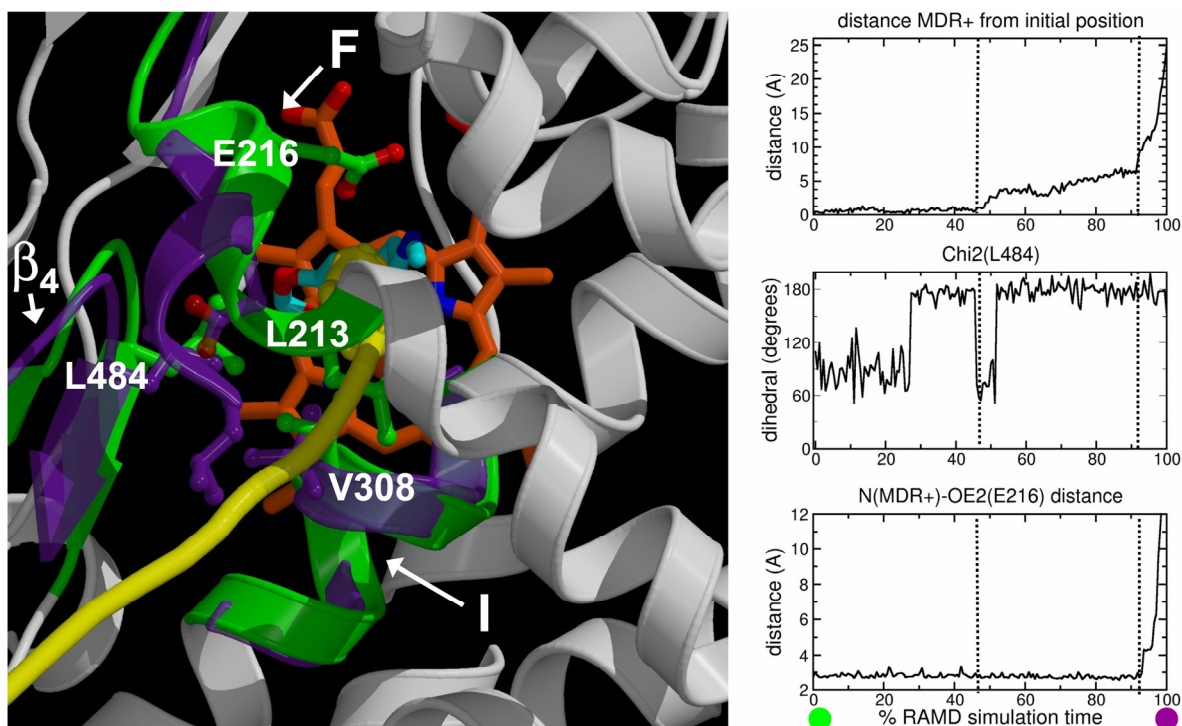 F
E216
β4
L213
L484
V308
I
distance MDR+ from initial position
distance (A)
25
20
15
10
5
0
0 20 40 60 80 100
Chi2(L484)
dihedral (degrees)
180
120
60
0
0 20 40 60 80 100
N(MDR+)-OE2(E216) distance
distance (A)
12
10
8
6
4
2
0 20 40 60 80 100
% RAMD simulation time